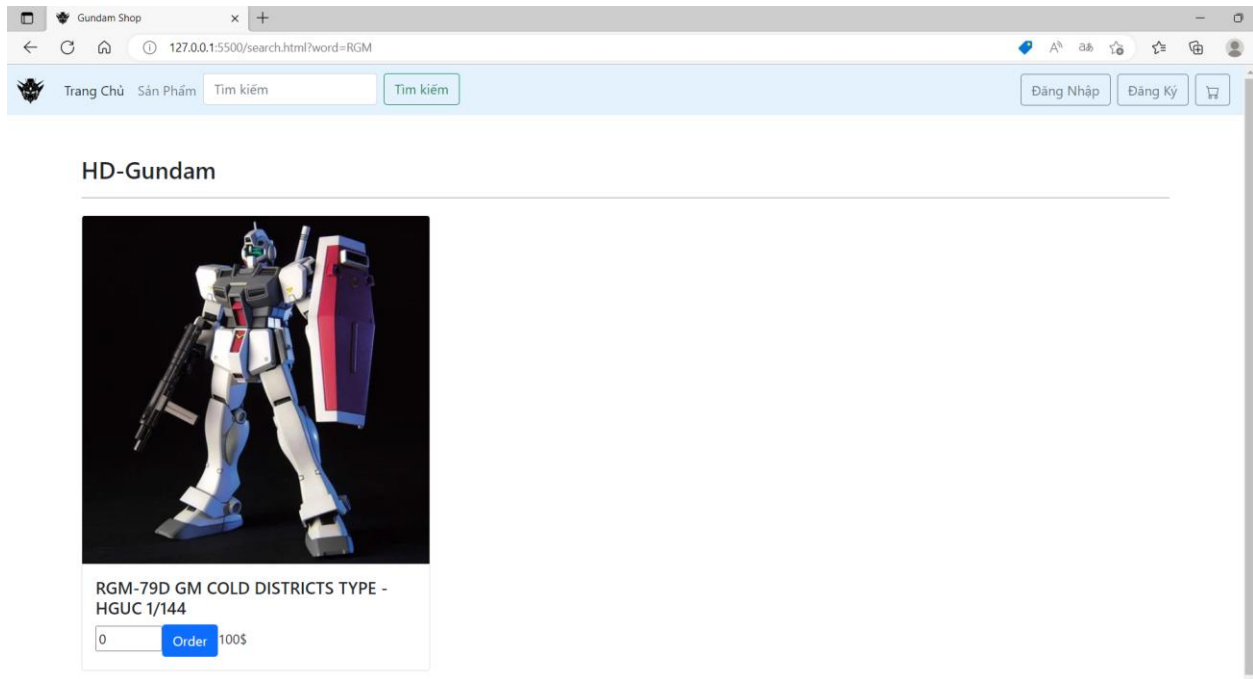 Gundam Shop
127.0.0.1:5500/search.html?word=RGM
Trang Chủ Sản Phẩm Tìm kiếm Tìm kiếm Đăng Nhập Đăng Ký
HD-Gundam
RGM-79D GM COLD DISTRICTS TYPE -
HGUC 1/144
0 Order 100$